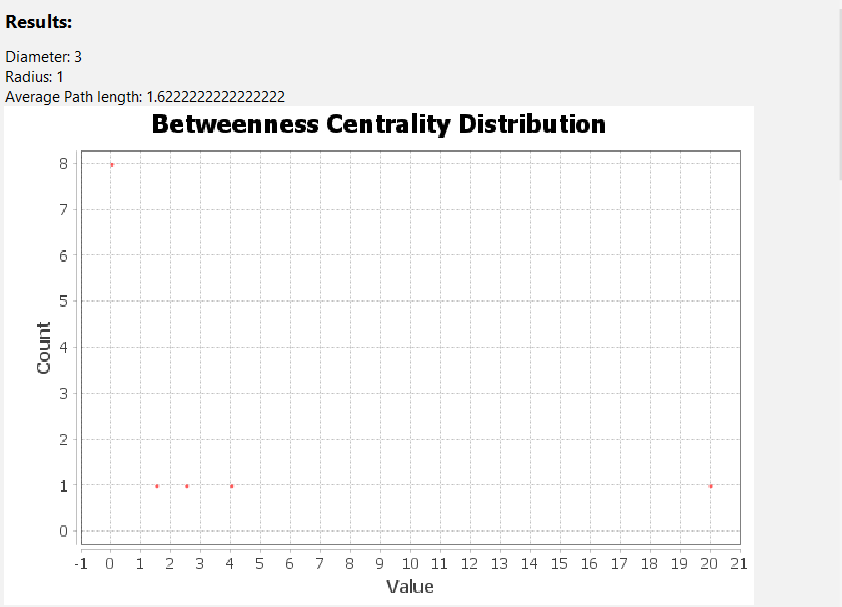 Results:
Diameter: 3
Radius: 1
Average Path length: 1.6222222222222222
Betweenness Centrality Distribution
8
7
6
5
4
3
2
1
0
Count
-1 0 1 2 3 4 5 6 7 8 9 10 11 12 13 14 15 16 17 18 19 20 21
Value